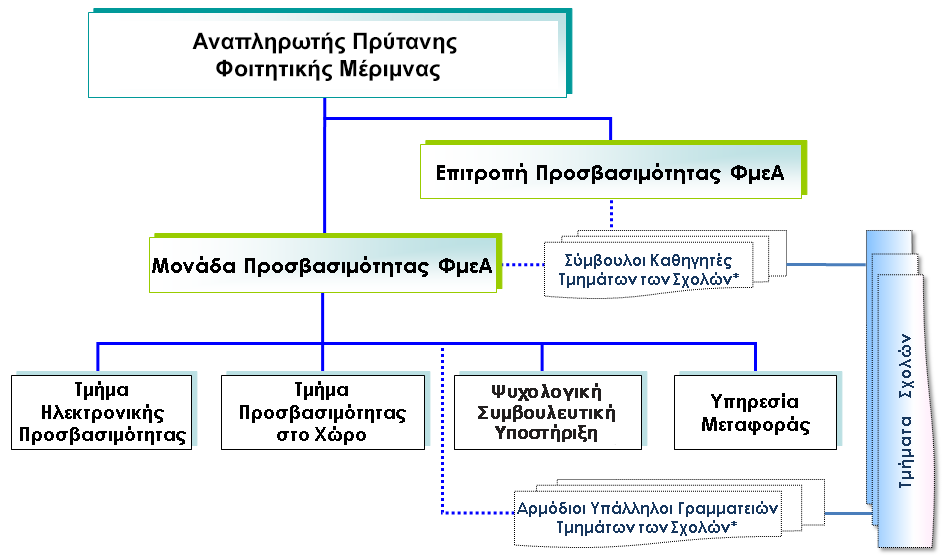 Αναπληρωτής Πρύτανης
Φοιτητικής Μέριμνας
Επιτροπή Προσβασιμότητας ΦμεΑ
Μονάδα Προσβασιμότητας ΦμεΑ
Σύμβουλοι Καθηγητές
Τμημάτων των Σχολών*
Τμήματα Σχολών
Τμήμα
Ηλεκτρονικής
Προσβασιμότητας
Τμήμα
Προσβασιμότητας
στο Χώρο
Ψυχολογική
Συμβουλευτική
Υποστήριξη
Υπηρεσία
Μεταφοράς
Αρμόδιοι Υπάλληλοι Γραμματειών
Τμημάτων των Σχολών*